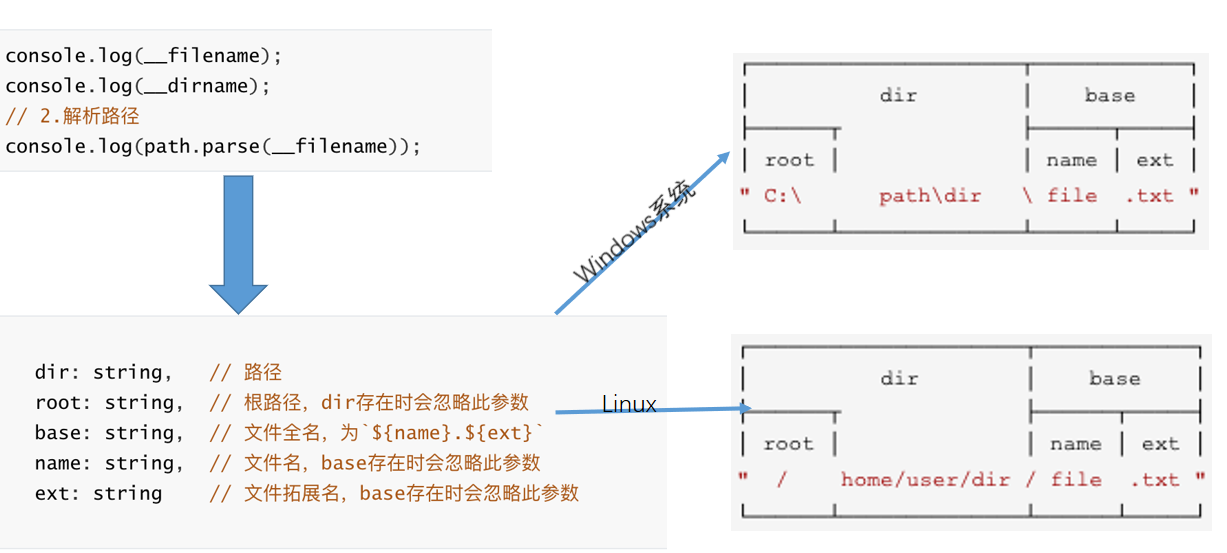 console.log(__filename);
console.log(__dirname);
// 2.解析路径
console.log(path.parse(__filename));
dir: string, // 路径
root: string, // 根路径，dir存在时会忽略此参数
base: string, // 文件全名，为`${name}.${ext}`
name: string, // 文件名，base存在时会忽略此参数
ext: string // 文件拓展名，base存在时会忽略此参数
Windows系统
Linux
dir base
root name ext
" C:\ path\dir \ file .txt "
dir base
root name ext
" / home/user/dir / file .txt "